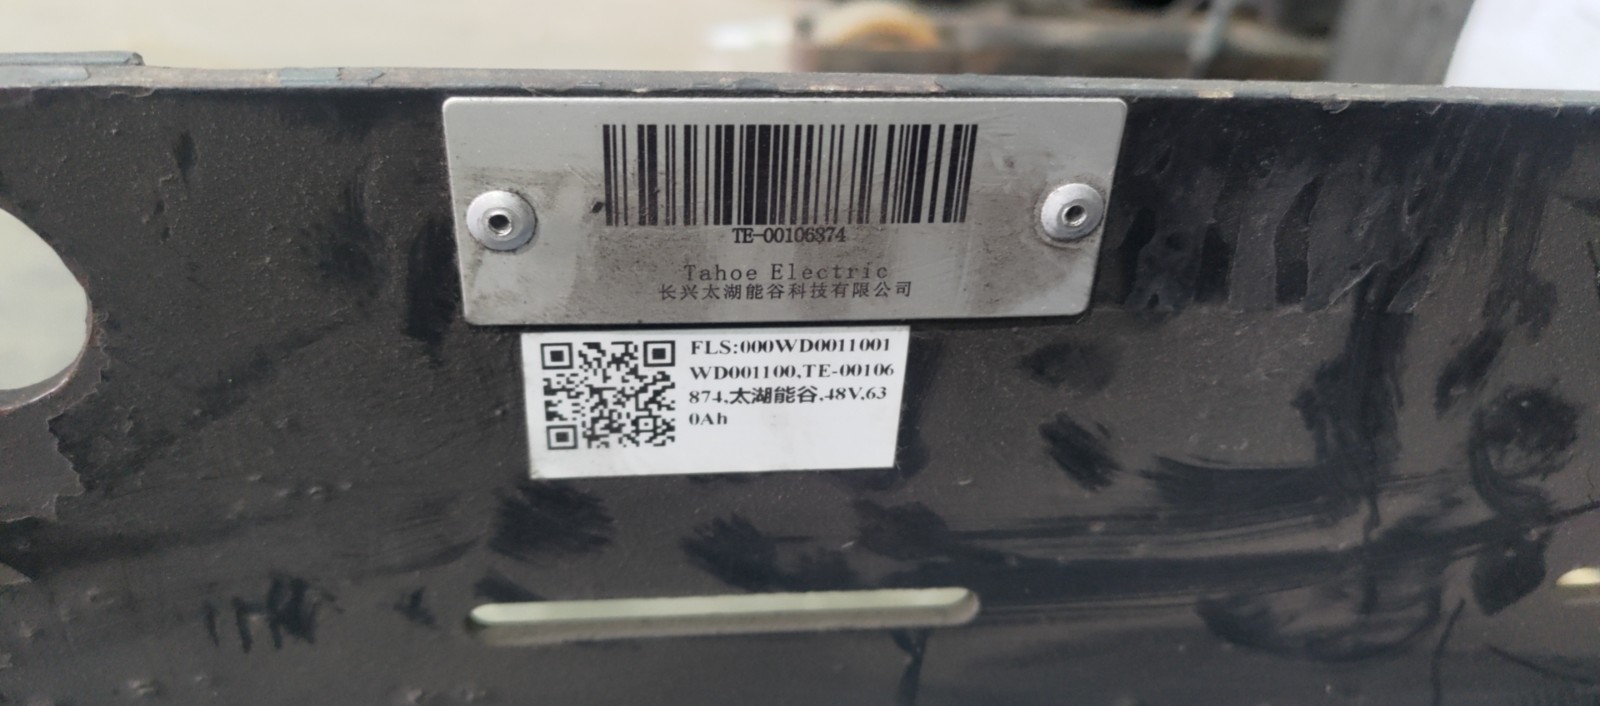 TE-00106874
Tahoe Electric
长兴太湖能谷科技有限公司
FLS:000WD0011001
WD001100,TE-00106
874,太湖能谷,48V,63
0Ah